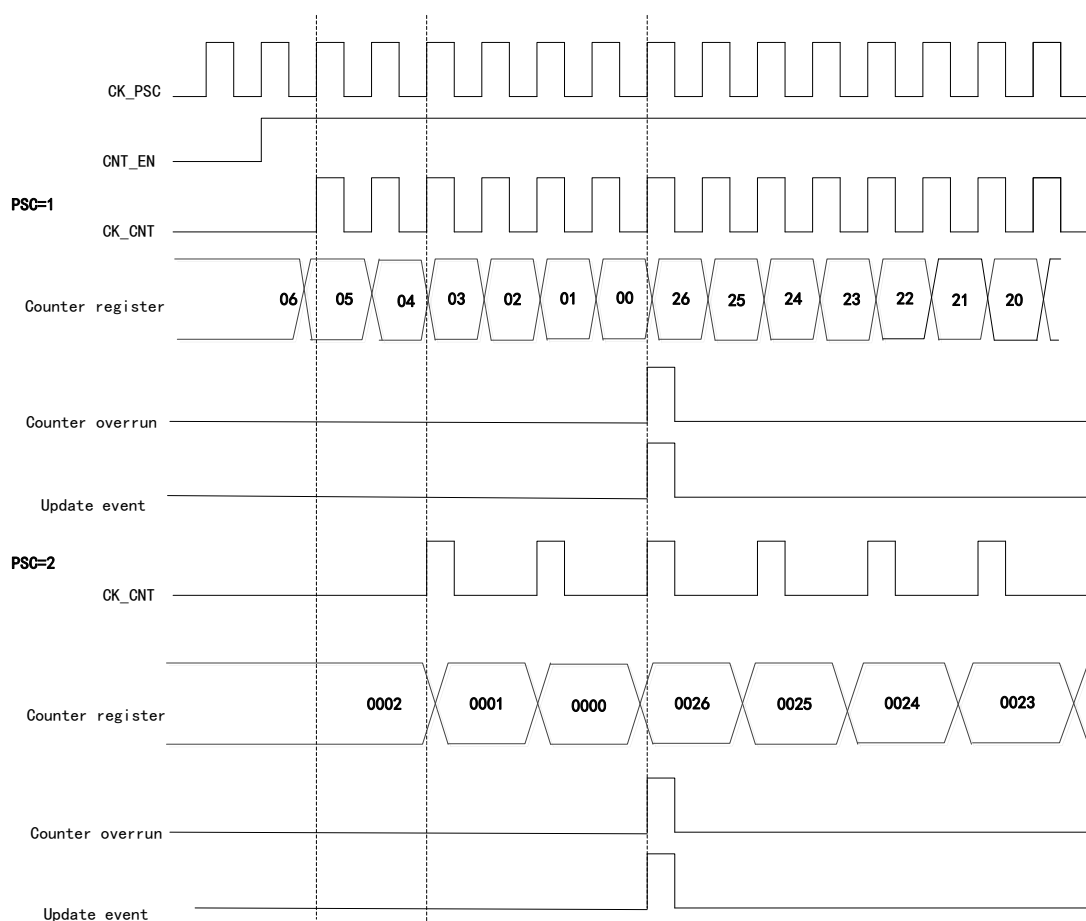 CK_PSC
CNT_EN
PSC=1
CK_CNT
Counter register 06 05 04 03 02 01 00 26 25 24 23 22 21 20
Counter overrun
Update event
PSC=2
CK_CNT
Counter register 0002 0001 0000 0026 0025 0024 0023
Counter overrun
Update event